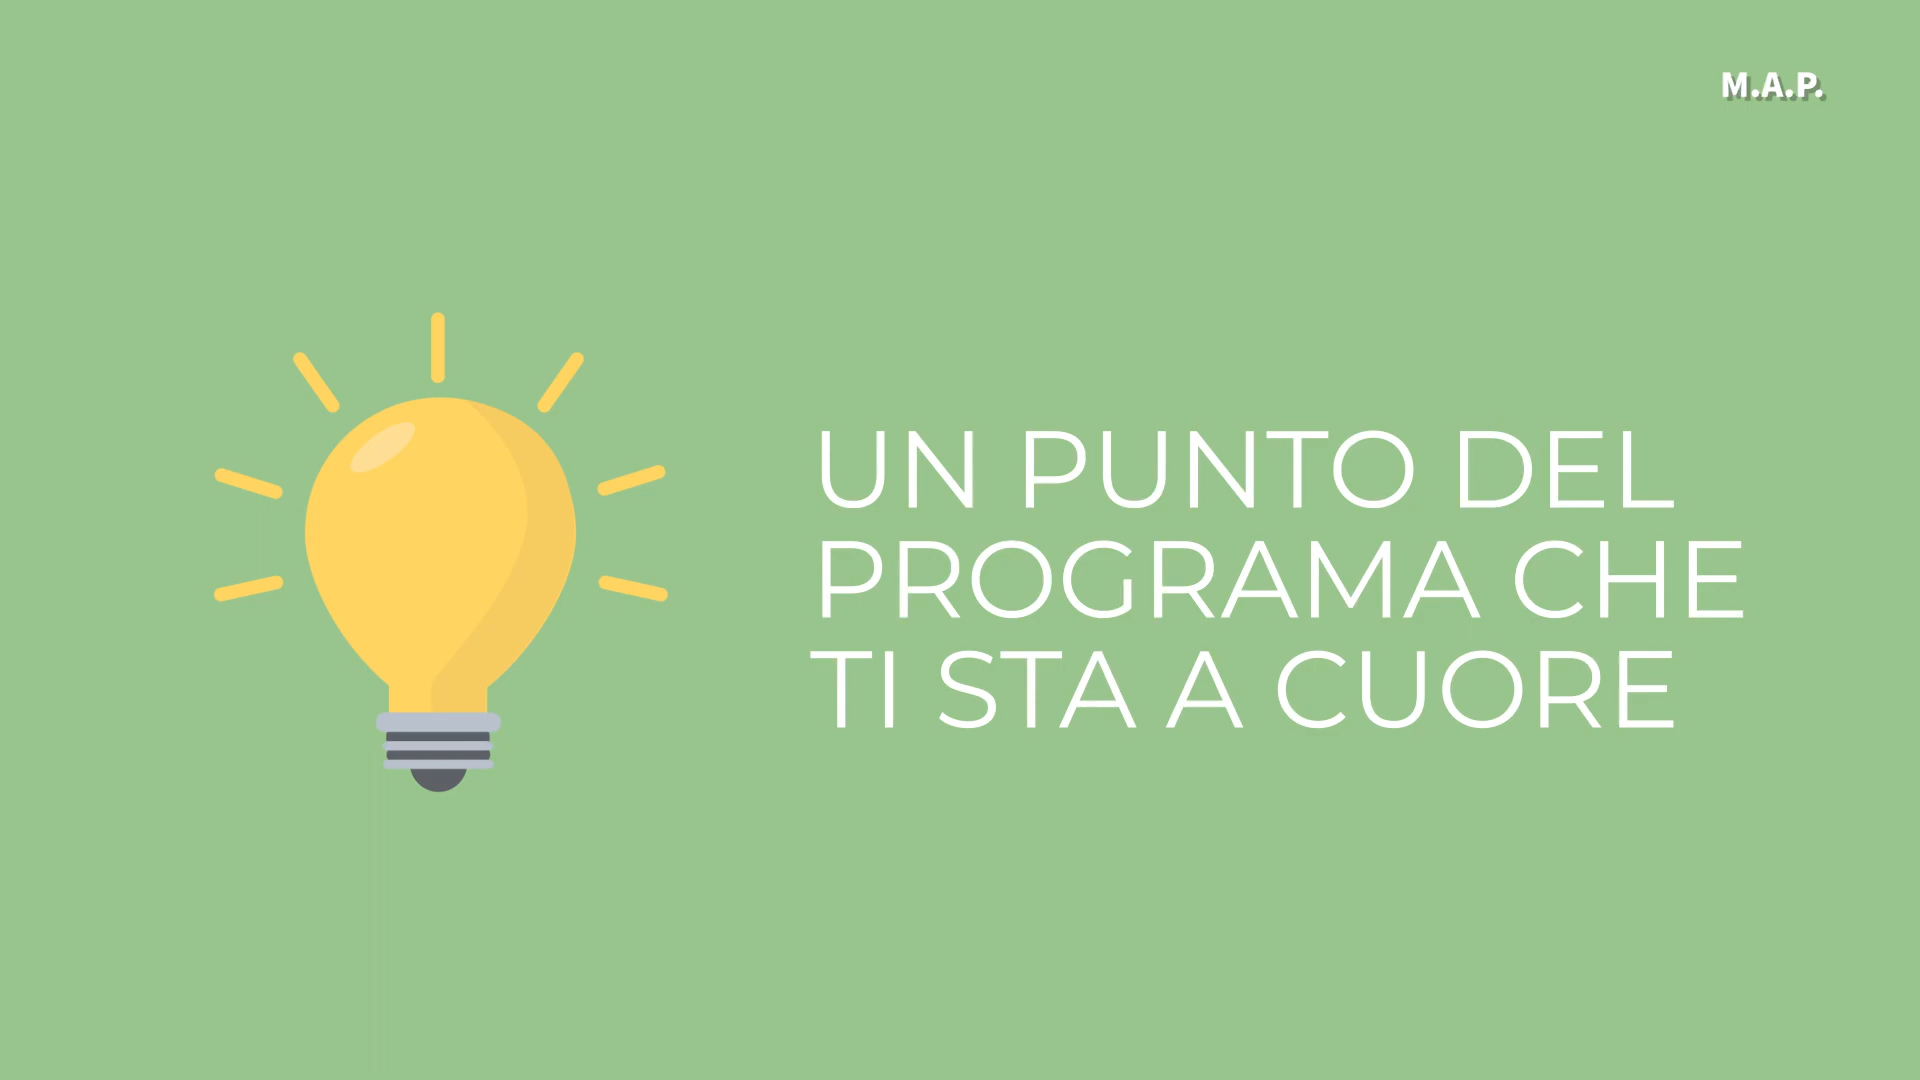 M.A.P.
UN PUNTO DEL
PROGRAMA CHE
TI STA A CUORE